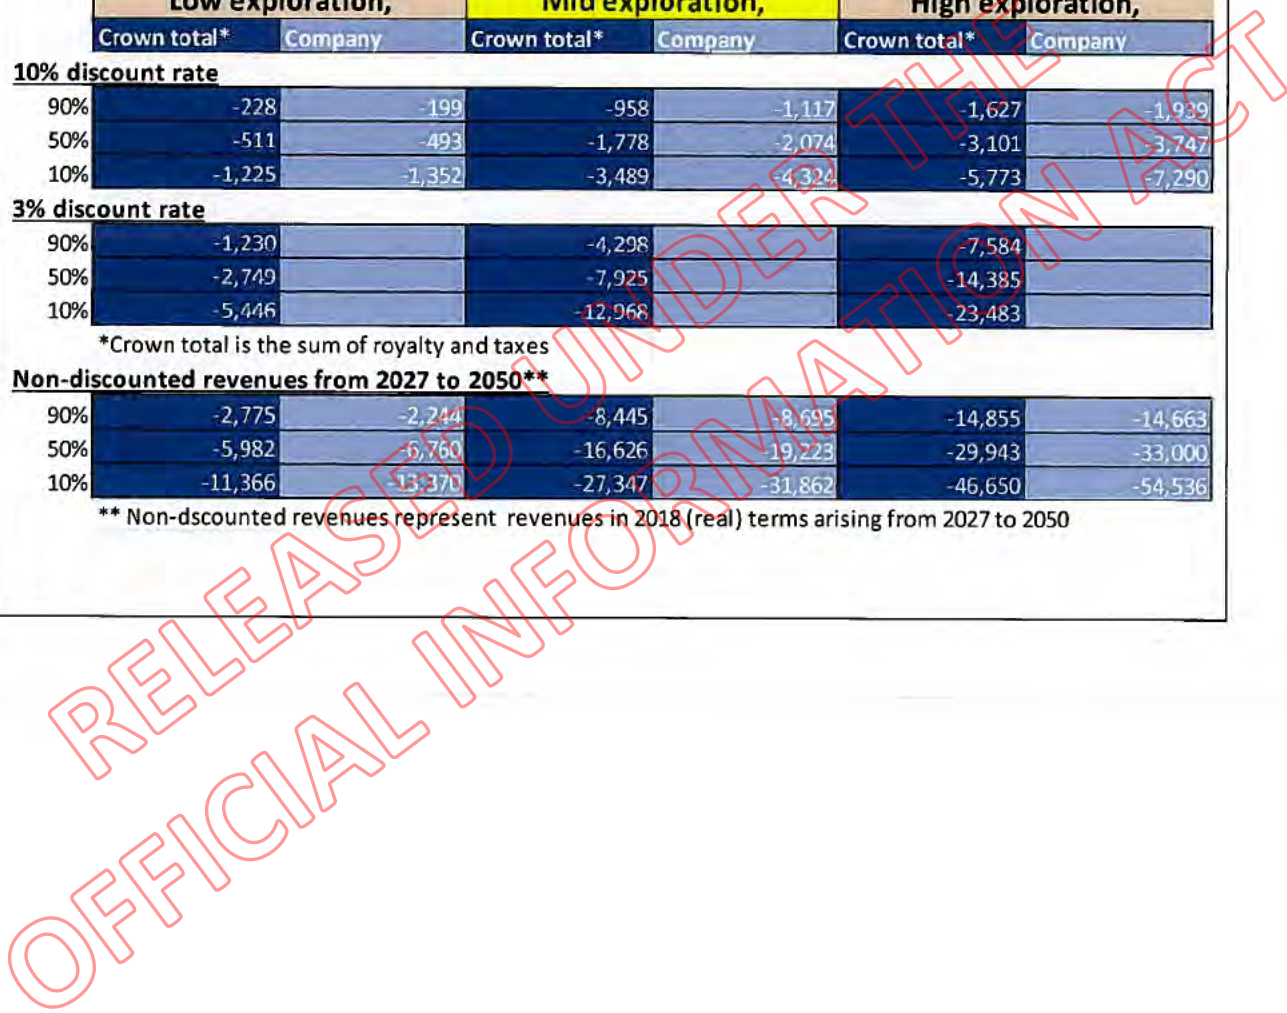 Low exploration, Mid exploration, High exploration,
Crown total* Company Crown total* Company Crown total* Company
10% discount rate
90% -228 -199 -958 -1,117 -1,627 -1,939
50% -511 -493 -1,778 -2,074 -3,101 -3,747
10% -1,225 -1,352 -3,489 -4,324 -5,773 -7,290
3% discount rate
90% -1,230 -4,298 -7,584
50% -2,749 -7,925 -14,385
10% -5,446 -12,968 -23,483
*Crown total is the sum of royalty and taxes
Non-discounted revenues from 2027 to 2050**
90% -2,775 -2,244 -8,445 -8,695 -14,855 -14,663
50% -5,982 -6,760 -16,626 -19,223 -29,943 -33,000
10% -11,366 -13,370 -27,347 -31,862 -46,650 -54,536
** Non-dscounted revenues represent revenues in 2018 (real) terms arising from 2027 to 2050
RELEASED UNDER THE
OFFICIAL INFORMATION ACT